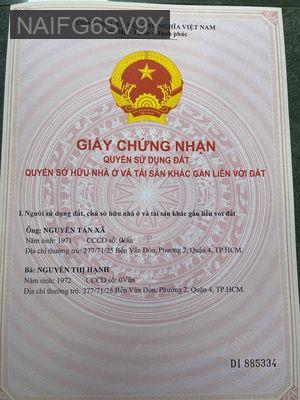 NAIFG6SV9Y
NGHĨA VIỆT NAM
Hạnh phúc
GIẤY CHỨNG NHẬN
QUYỀN SỬ DỤNG ĐẤT
QUYỀN SỞ HỮU NHÀ Ở VÀ TÀI SẢN KHÁC GẮN LIỀN VỚI ĐẤT
I. Người sử dụng đất, chủ sở hữu nhà ở và tài sản khác gắn liền với đất
Ông: NGUYỄN TẤN XÃ
Năm sinh: 1971 CCCD số: 0Văn
Địa chỉ thường trú: 277/71/25 Bến Vân Đồn, Phường 2, Quận 4, TP.HCM.
Bà: NGUYỄN THỊ HẠNH
Năm sinh: 1972 CCCD số: 0Văn
Địa chỉ thường trú: 277/71/25 Bến Vân Đồn, Phường 2, Quận 4, TP.HCM.
DI 885334